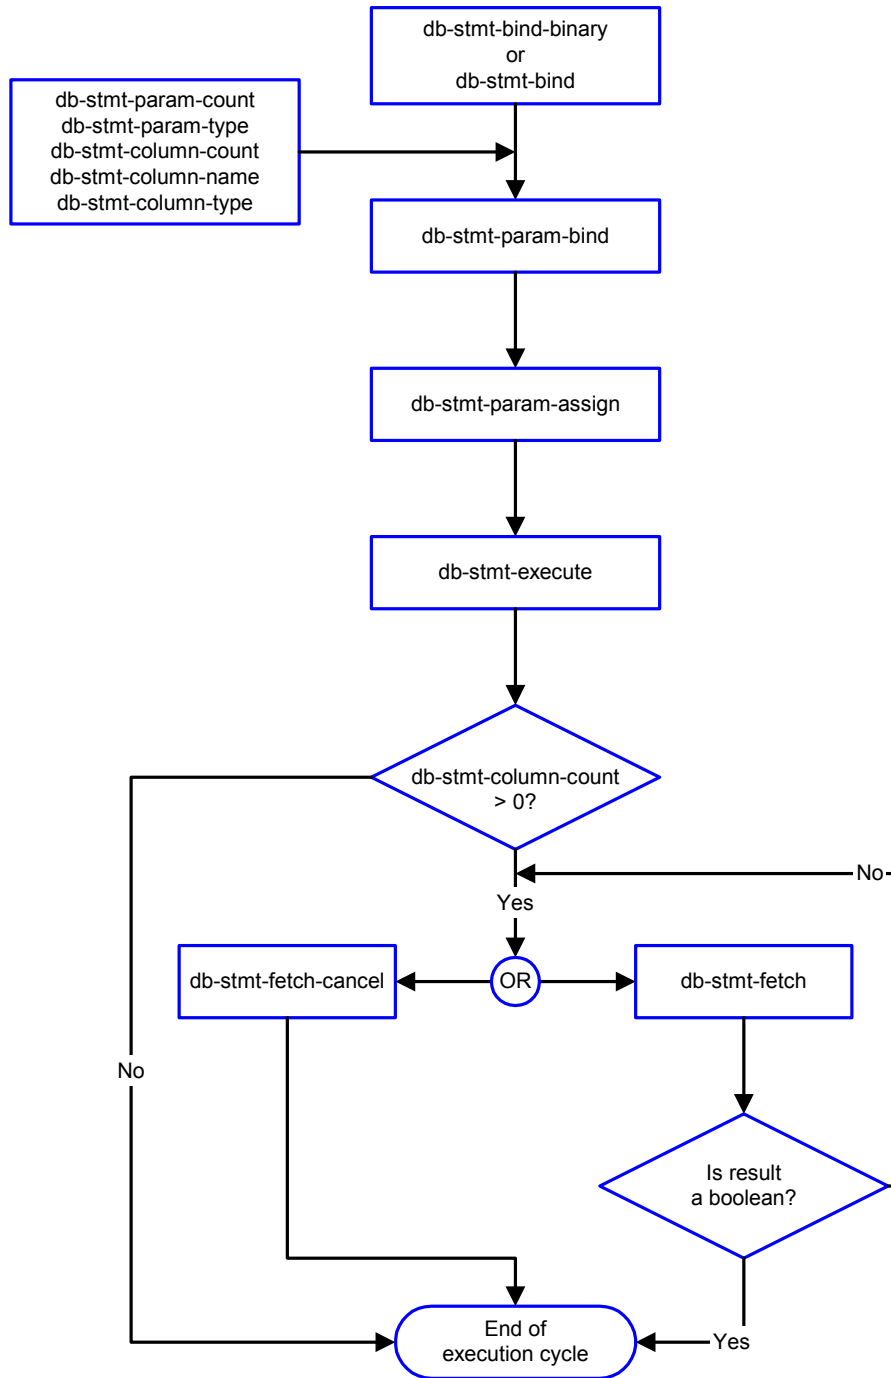 db-stmt-bind-binary
or
db-stmt-bind
db-stmt-param-count
db-stmt-param-type
db-stmt-column-count
db-stmt-column-name
db-stmt-column-type
db-stmt-param-bind
db-stmt-param-assign
db-stmt-execute
db-stmt-column-count
> 0?
No
Yes
db-stmt-fetch-cancel
OR
db-stmt-fetch
No
Is result
a boolean?
End of
execution cycle
Yes